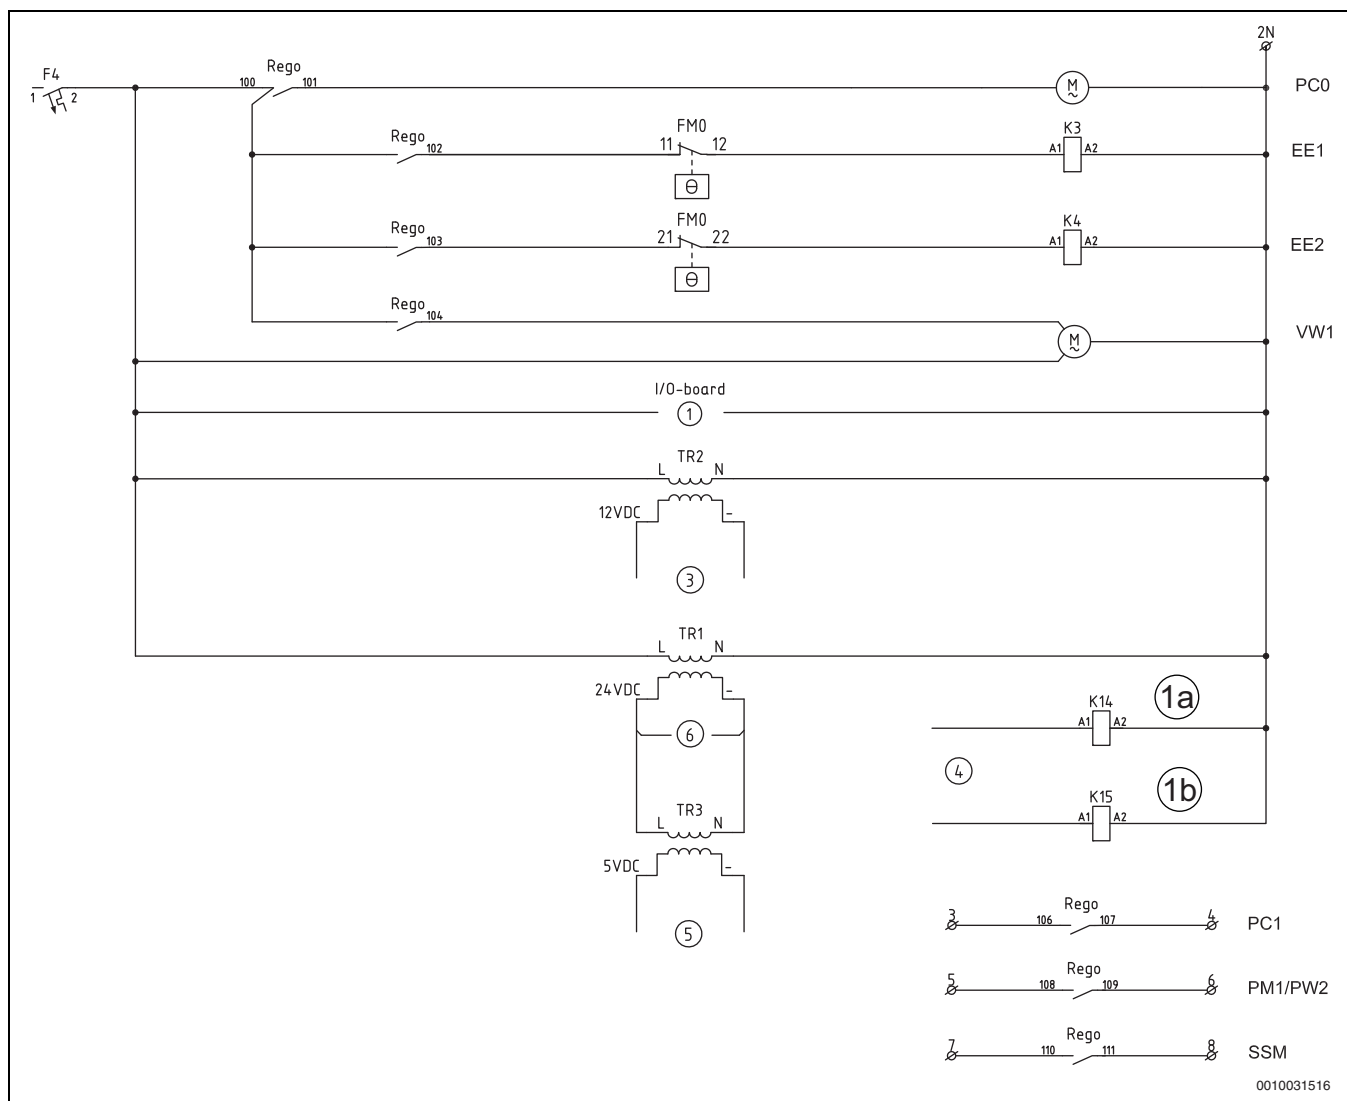 2N
F4
1 2
100 Rego 101
M
~
PC0
Rego
102
FM0
11 12
Θ
K3
A1 A2
EE1
Rego
103
FM0
21 22
Θ
K4
A1 A2
EE2
Rego
104
M
~
VW1
I/O-board
1
TR2
L N
12VDC -
3
TR1
L N
24VDC -
6
K14
A1 A2
1a
4
K15
A1 A2
1b
TR3
L N
5VDC -
5
Rego
3 106 107 4 PC1
Rego
5 108 109 6 PM1/PW2
Rego
7 110 111 8 SSM
0010031516